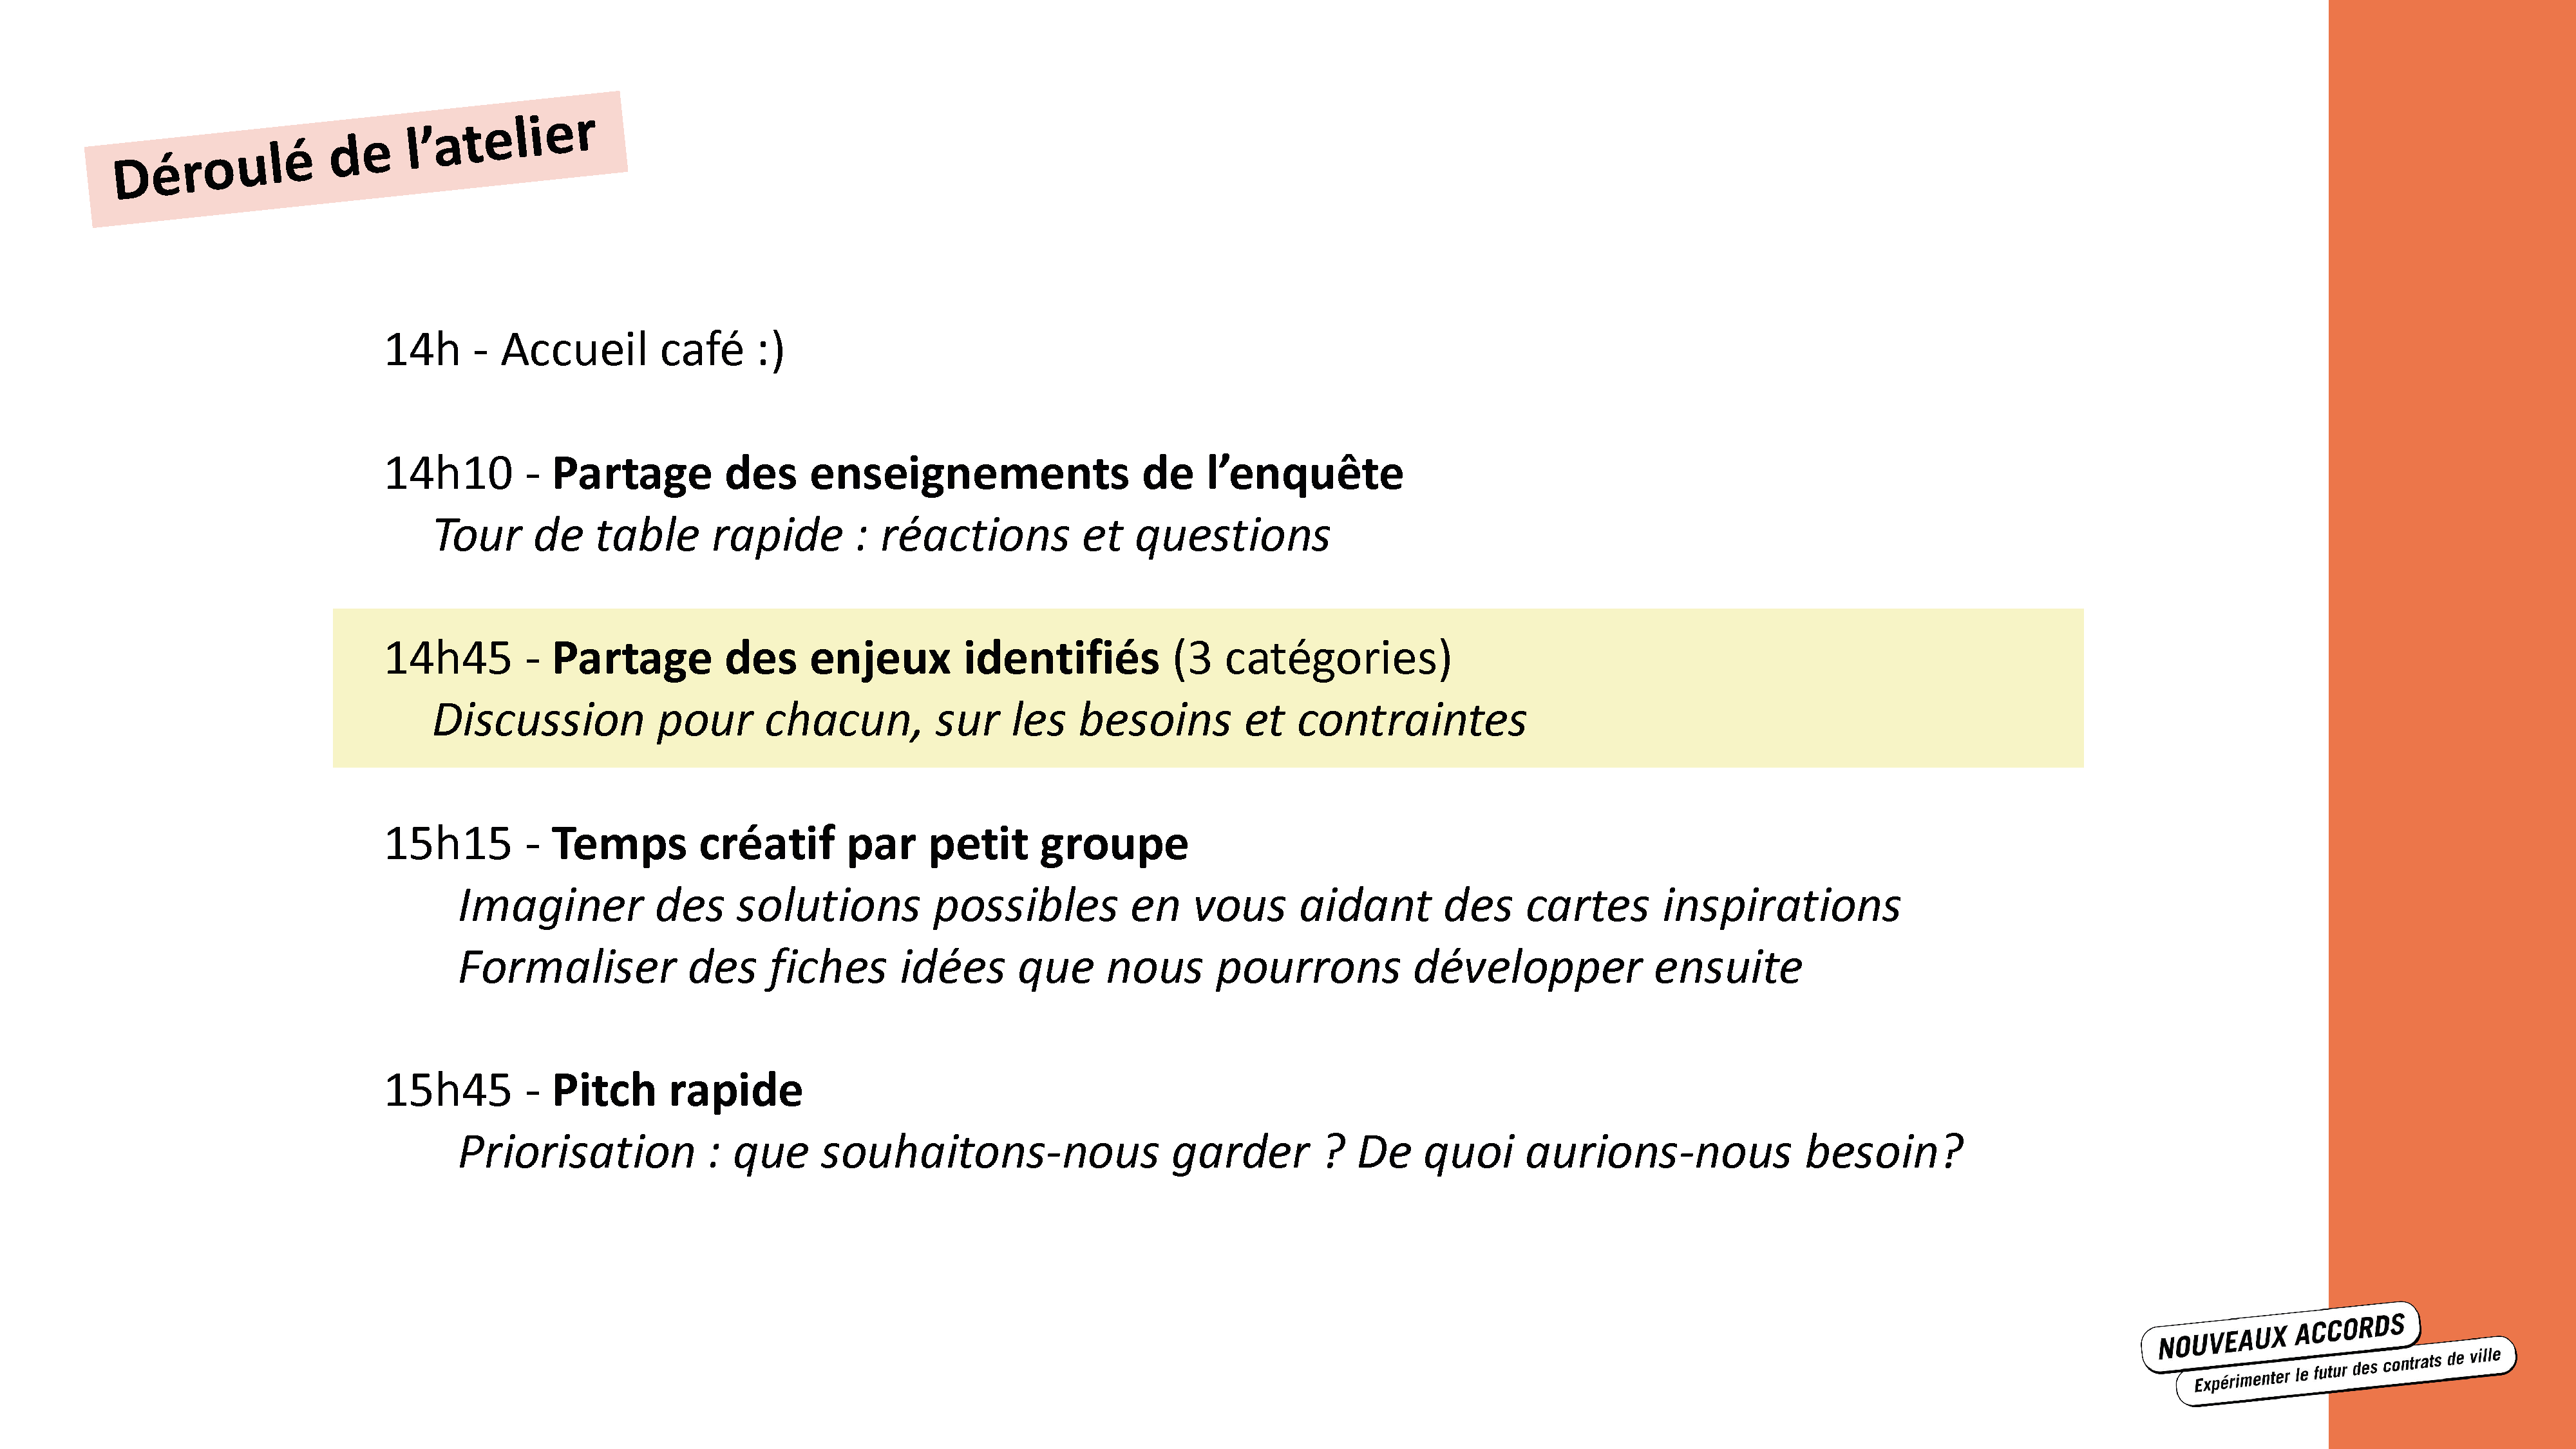 Déroulé de l’atelier
14h - Accueil café :)
14h10 - Partage des enseignements de l’enquête
Tour de table rapide : réactions et questions
14h45 - Partage des enjeux identifiés (3 catégories)
Discussion pour chacun, sur les besoins et contraintes
15h15 - Temps créatif par petit groupe
Imaginer des solutions possibles en vous aidant des cartes inspirations
Formaliser des fiches idées que nous pourrons développer ensuite
15h45 - Pitch rapide
Priorisation : que souhaitons-nous garder ? De quoi aurions-nous besoin?
NOUVEAUX ACCORDS
Expérimenter le futur des contrats de ville